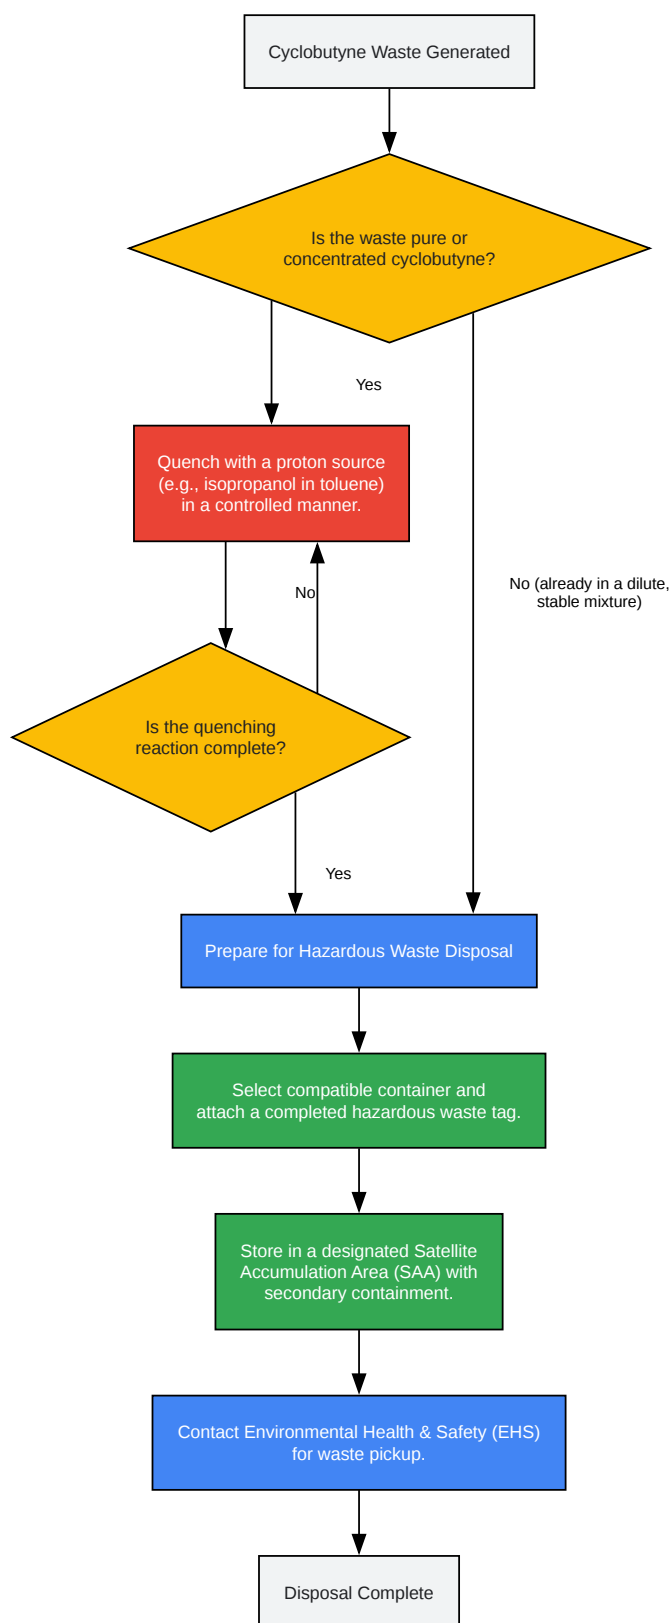 Cyclobutyne Waste Generated
Is the waste pure or
concentrated cyclobutyne?
Yes
Quench with a proton source
(e.g., isopropanol in toluene)
in a controlled manner.
No (already in a dilute,
stable mixture)
No
Is the quenching
reaction complete?
Yes
Prepare for Hazardous Waste Disposal
Select compatible container and
attach a completed hazardous waste tag.
Store in a designated Satellite
Accumulation Area (SAA) with
secondary containment.
Contact Environmental Health & Safety (EHS)
for waste pickup.
Disposal Complete